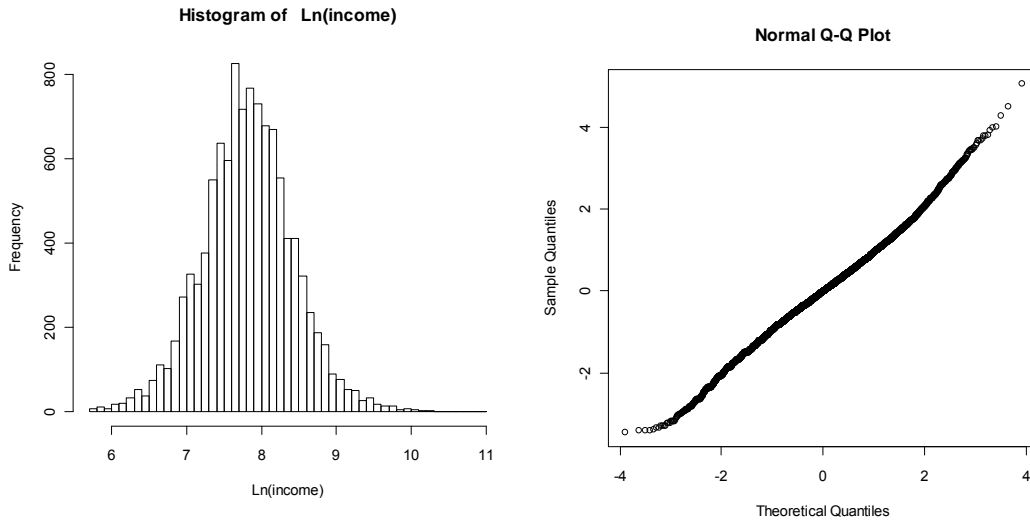 Histogram of Ln(income)
Frequency
800
600
400
200
0
6 7 8 9 10 11
Ln(income)
Normal Q-Q Plot
Sample Quantiles
4
2
0
-2
-4 -2 0 2 4
Theoretical Quantiles